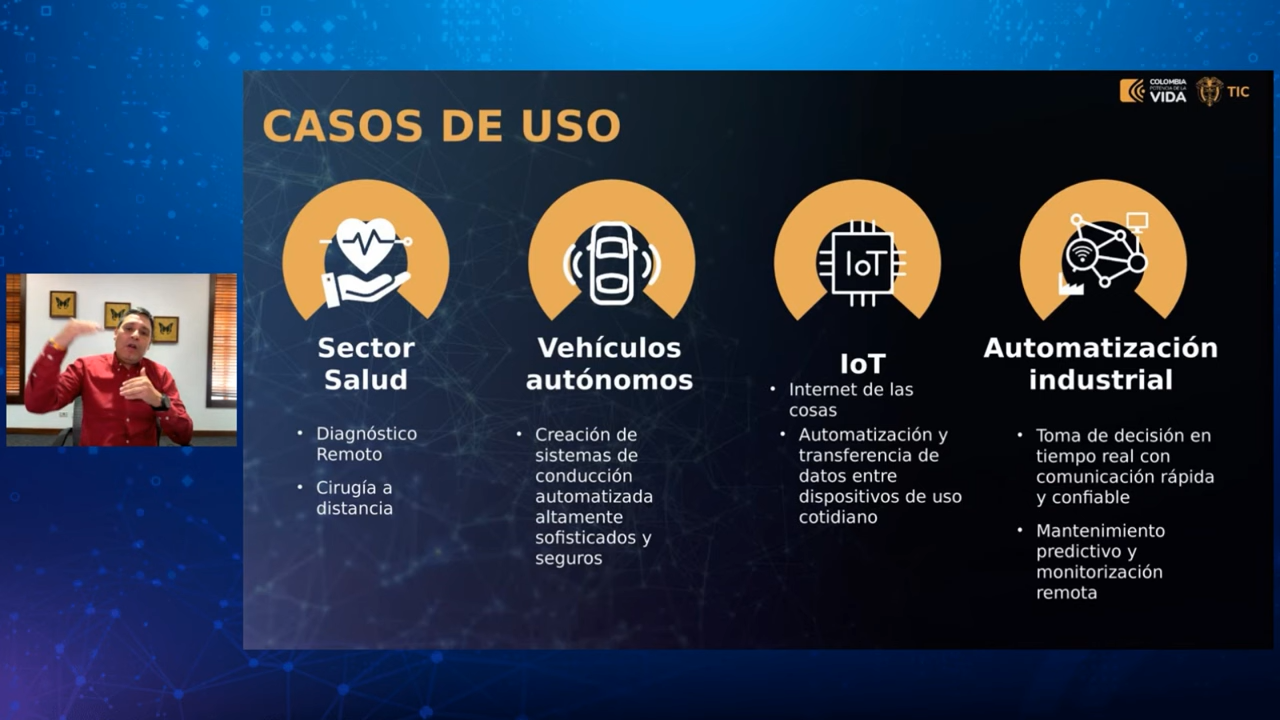 COLOMBIA
POTENCIA DE LA
VIDA
TIC
CASOS DE USO
IoT
Sector
Salud
• Diagnóstico
Remoto
• Cirugía a
distancia
Vehículos
autónomos
• Creación de
sistemas de
conducción
automatizada
altamente
sofisticados y
seguros
IoT
• Internet de las
cosas
• Automatización y
transferencia de
datos entre
dispositivos de uso
cotidiano
Automatización
industrial
• Toma de decisión en
tiempo real con
comunicación rápida
y confiable
• Mantenimiento
predictivo y
monitorización
remota